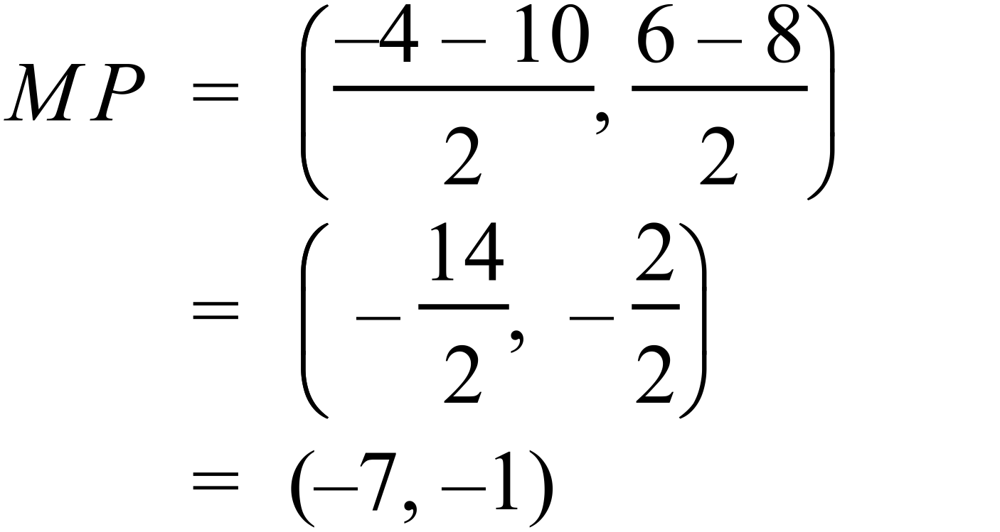 MP = (–4 – 10/2, 6 – 8/2)
= (–14/2, –2/2)
= (–7, –1)